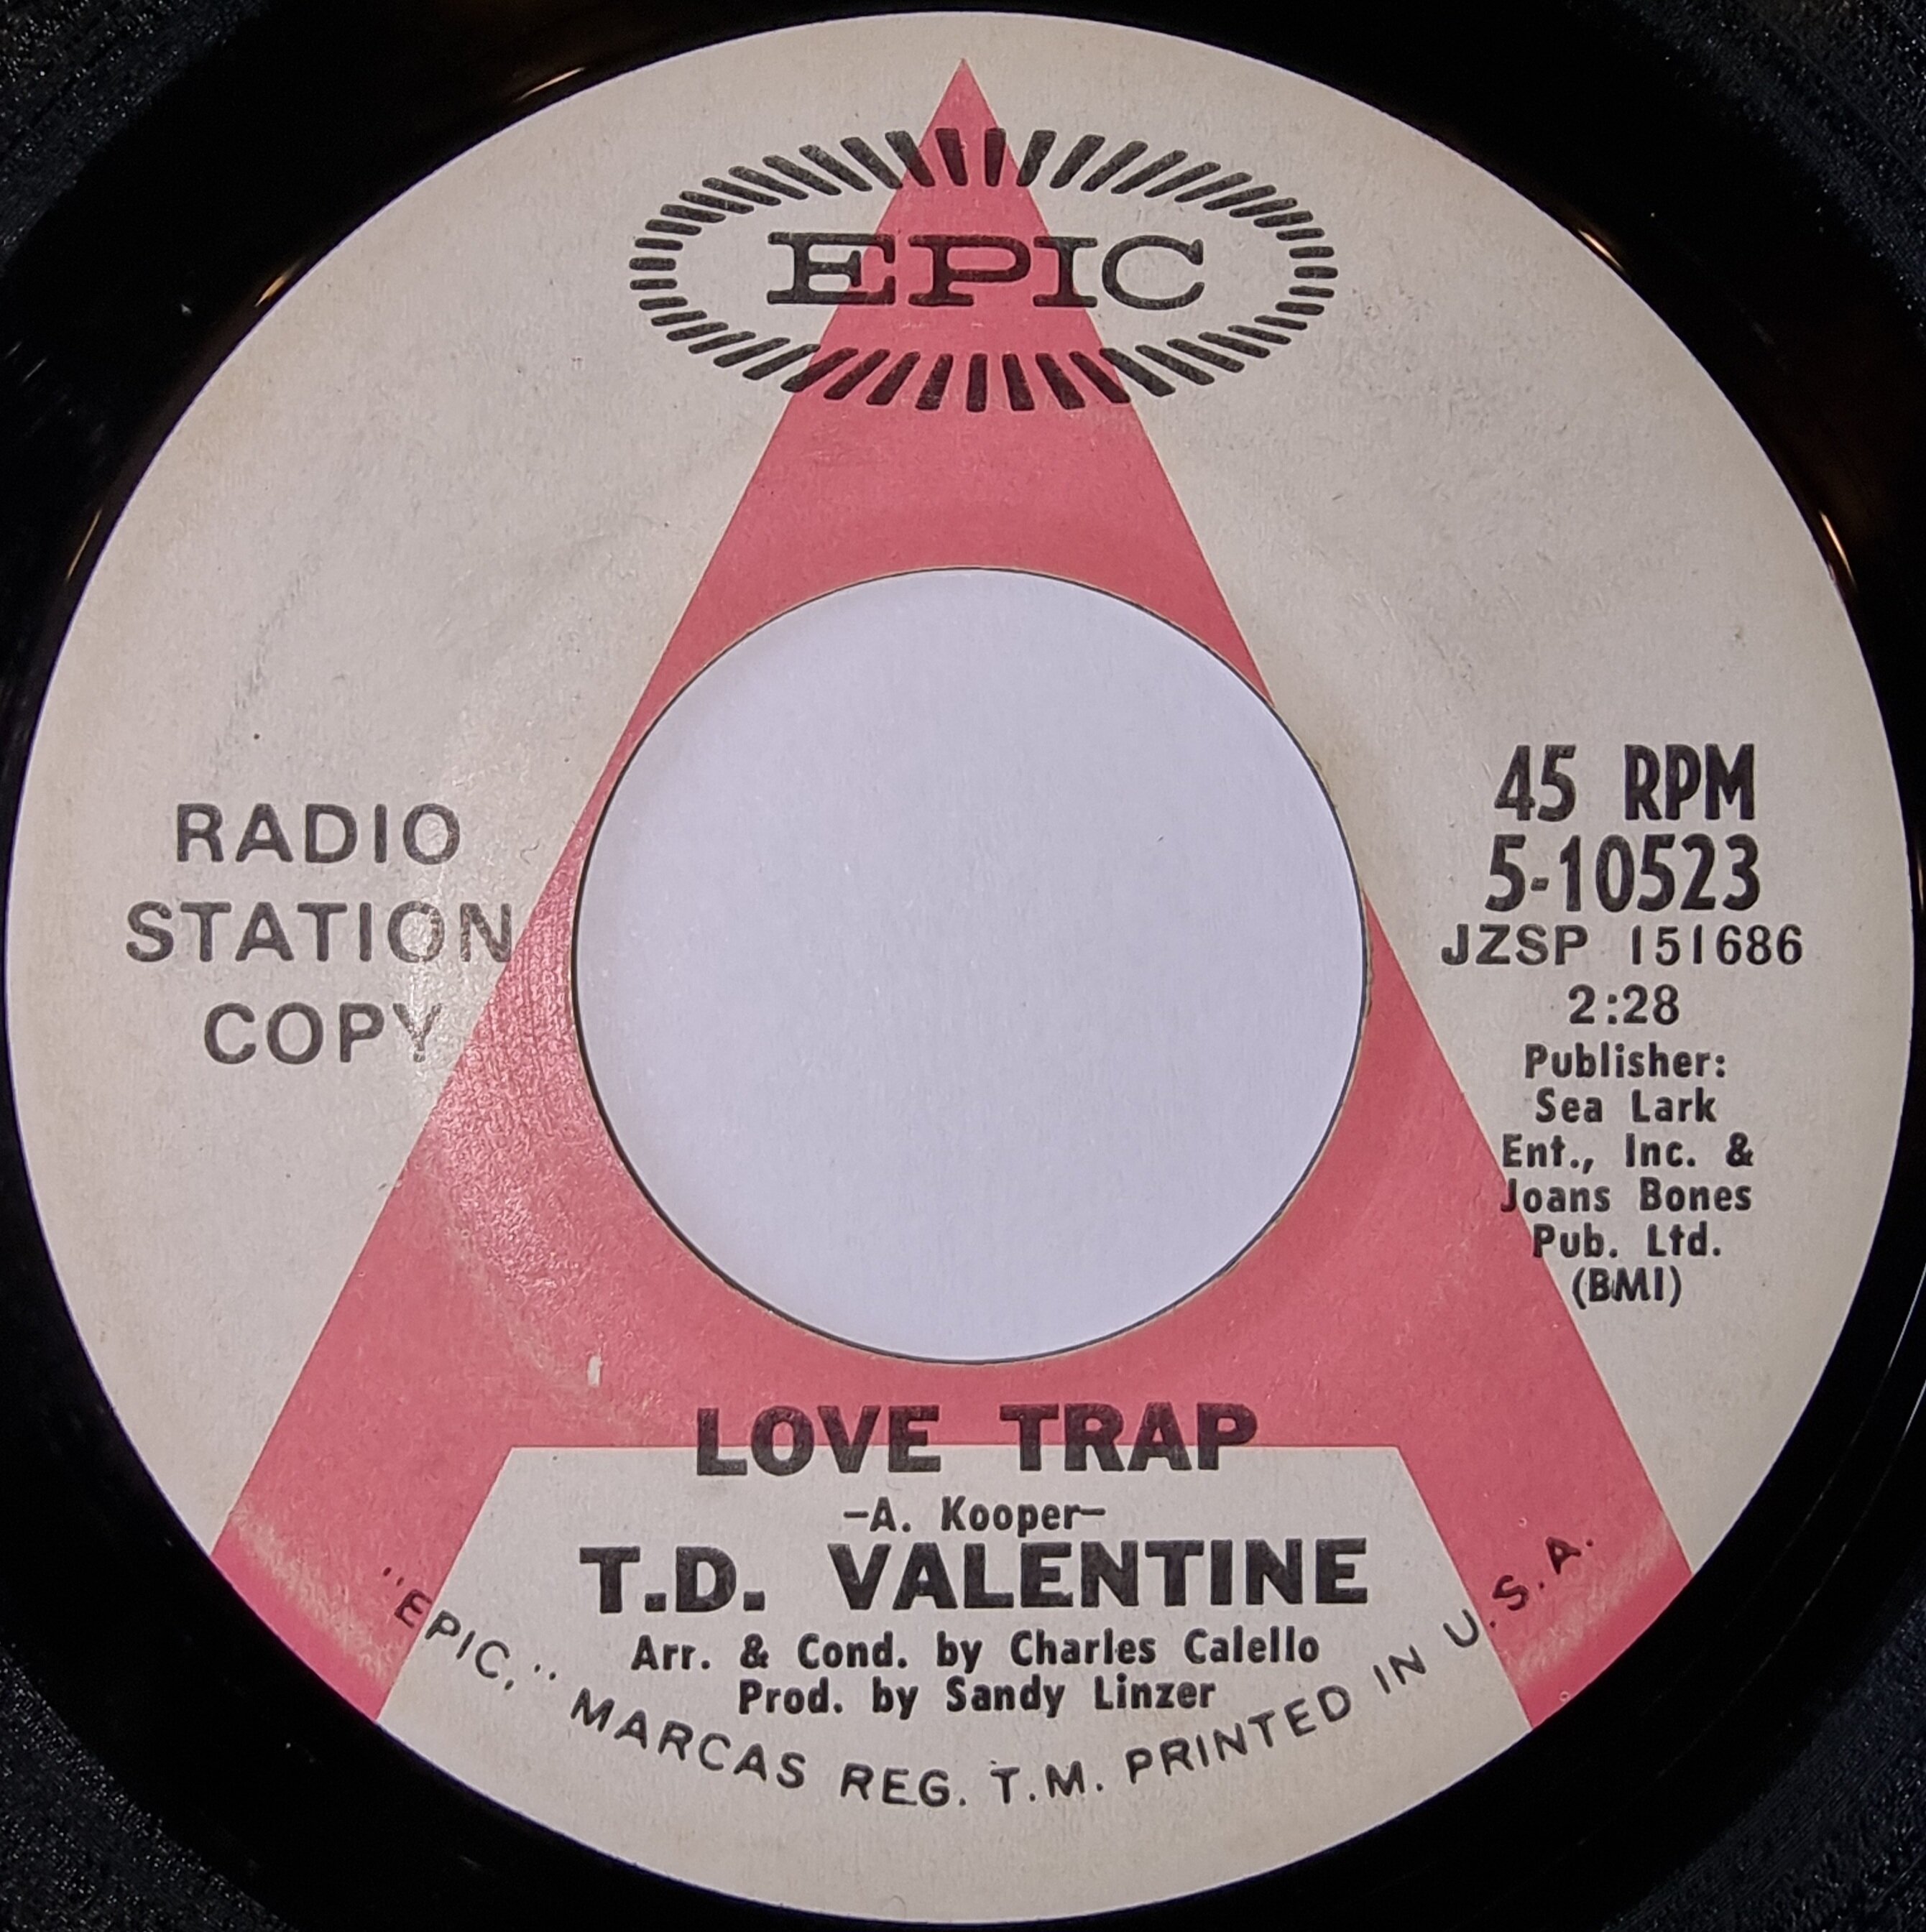 EPIC
RADIO
STATION
COPY
45 RPM
5-10523
JZSP 151686
2:28
Publisher:
Sea Lark
Ent., Inc. &
Joans Bones
Pub. Ltd.
(BMI)
LOVE TRAP
-A. Kooper-
T.D. VALENTINE
Arr. & Cond. by Charles Calello
Prod. by Sandy Linzer
"EPIC," MARCAS REG. T.M. PRINTED IN U.S.A.